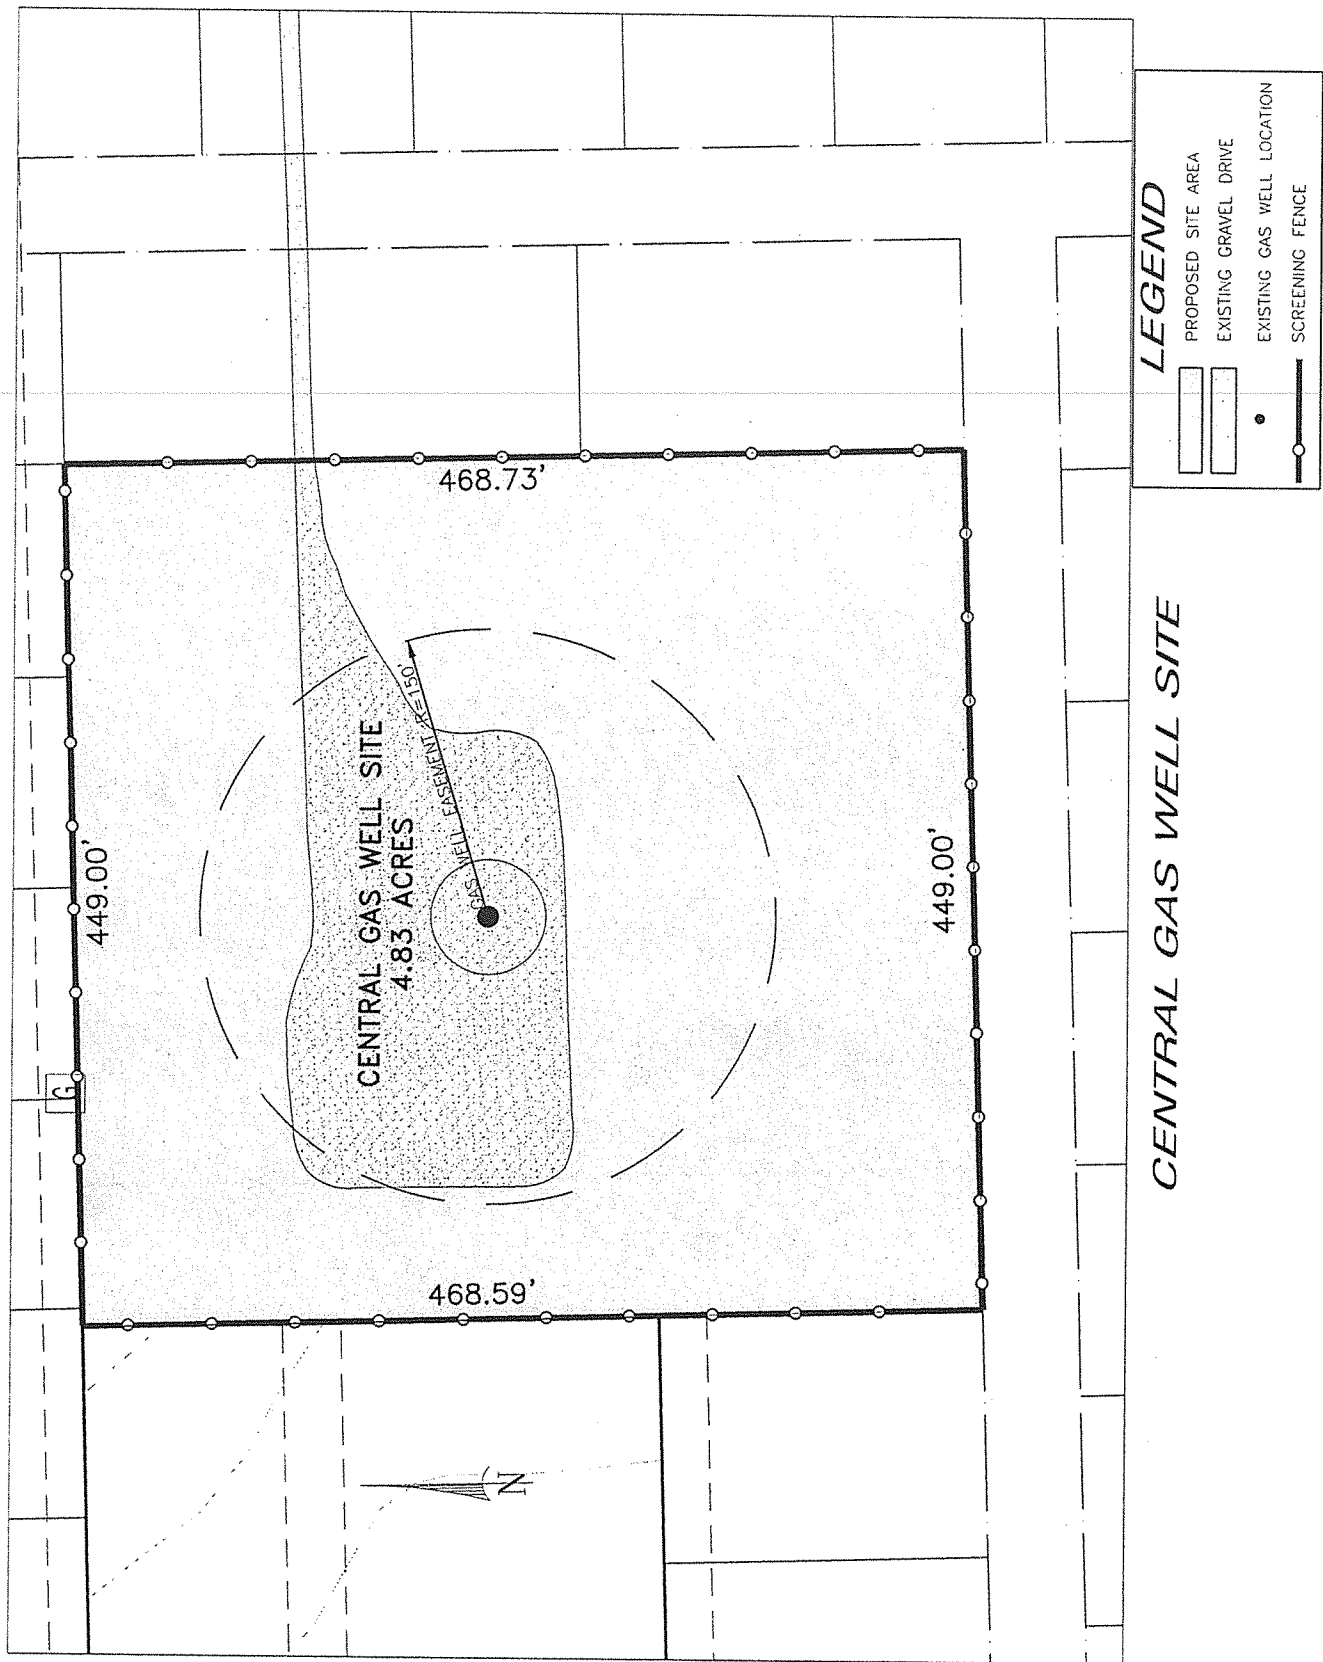 449.00'
G
468.73'
CENTRAL GAS WELL SITE
4.83 ACRES
GAS WELL EASEMENT R=150'
468.59'
449.00'
N
CENTRAL GAS WELL SITE
LEGEND
PROPOSED SITE AREA
EXISTING GRAVEL DRIVE
EXISTING GAS WELL LOCATION
SCREENING FENCE